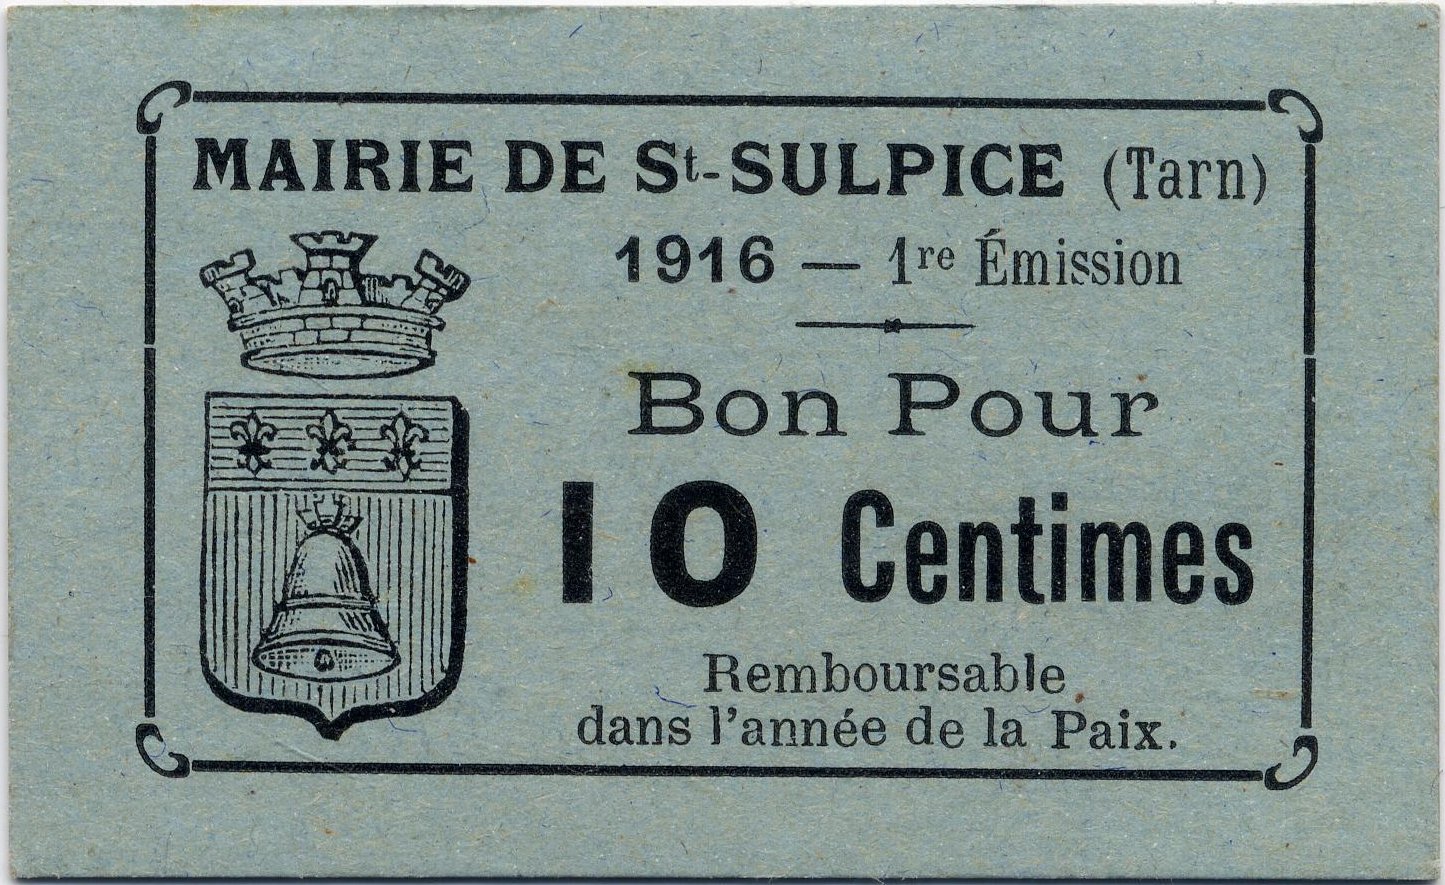 MAIRIE DE St-SULPICE (Tarn)
1916 — 1re Émission
Bon Pour
10 Centimes
Remboursable
dans l'année de la Paix.